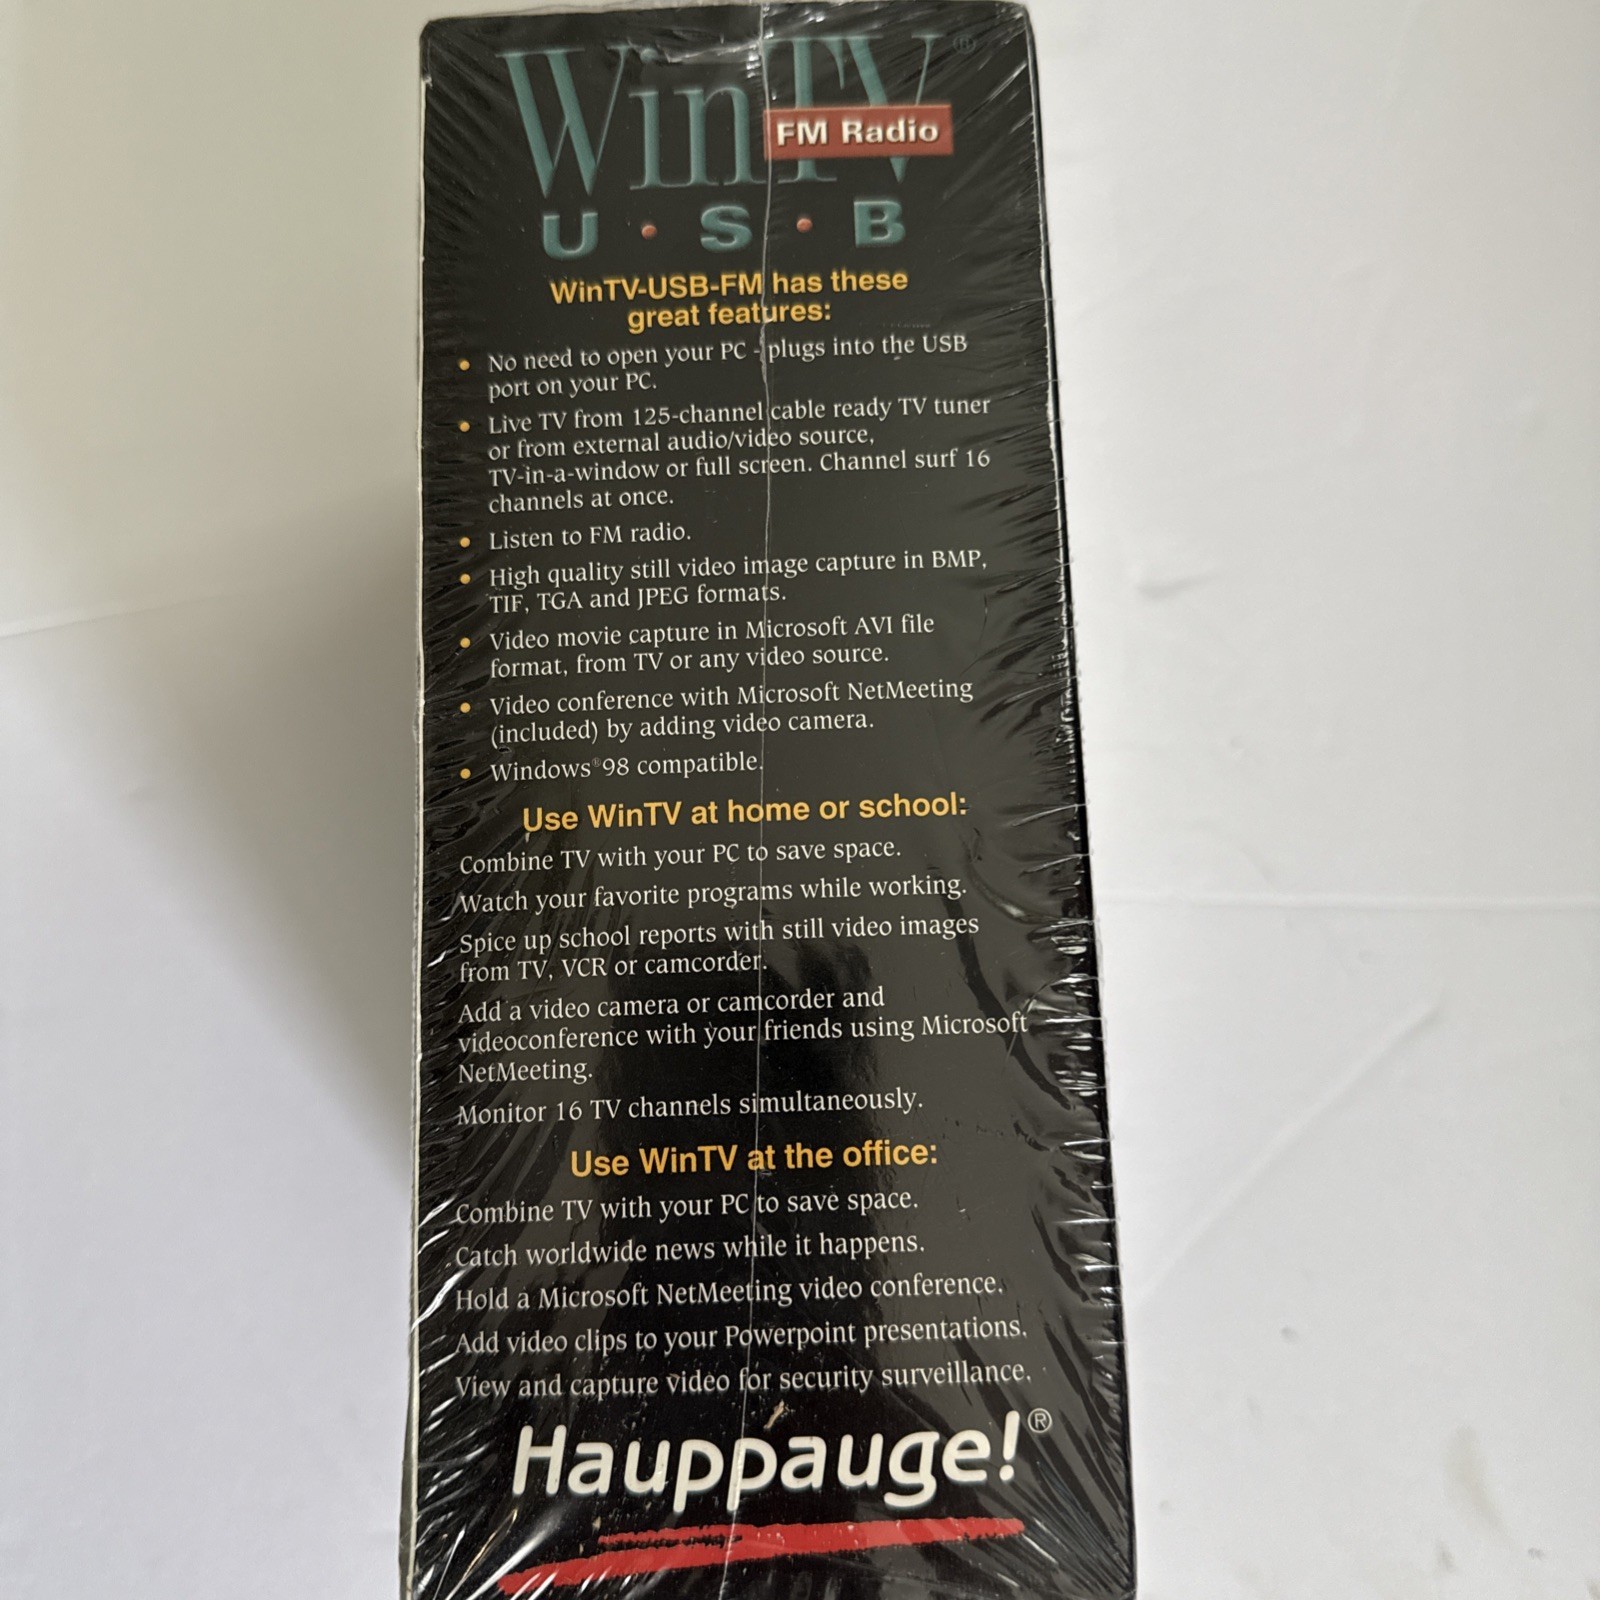 WinTV®
FM Radio
U · S · B
WinTV-USB-FM has these
great features:
• No need to open your PC - plugs into the USB
port on your PC.
• Live TV from 125-channel cable ready TV tuner
or from external audio/video source,
TV-in-a-window or full screen. Channel surf 16
channels at once.
• Listen to FM radio.
• High quality still video image capture in BMP,
TIF, TGA and JPEG formats.
• Video movie capture in Microsoft AVI file
format, from TV or any video source.
• Video conference with Microsoft NetMeeting
(included) by adding video camera.
• Windows®98 compatible.
Use WinTV at home or school:
Combine TV with your PC to save space.
Watch your favorite programs while working.
Spice up school reports with still video images
from TV, VCR or camcorder.
Add a video camera or camcorder and
videoconference with your friends using Microsoft
NetMeeting.
Monitor 16 TV channels simultaneously.
Use WinTV at the office:
Combine TV with your PC to save space.
Catch worldwide news while it happens.
Hold a Microsoft NetMeeting video conference.
Add video clips to your Powerpoint presentations.
View and capture video for security surveillance.
Hauppauge!®